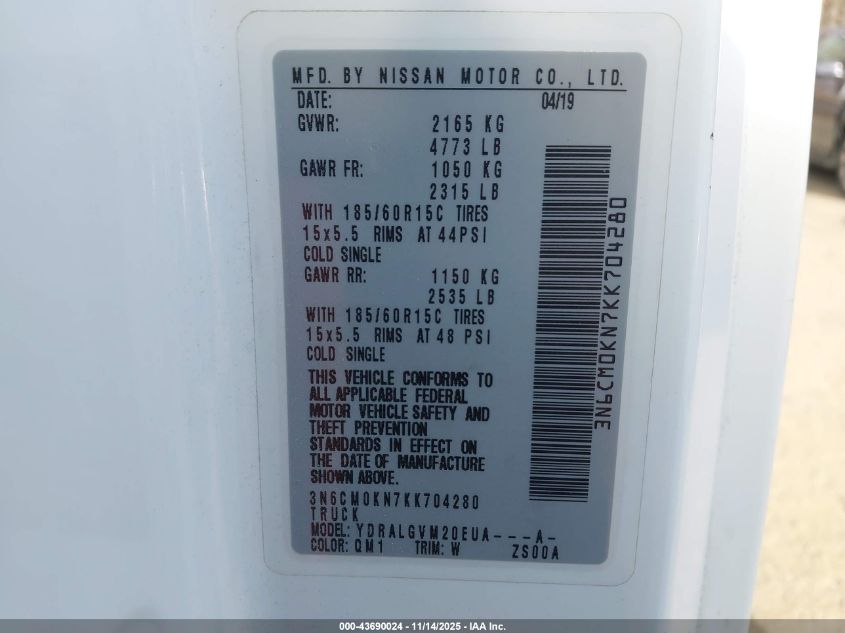 MFD. BY NISSAN MOTOR CO., LTD.
DATE: 04/19
GVWR: 2165 KG
4773 LB
GAWR FR: 1050 KG
2315 LB
WITH 185/60R15C TIRES
15x5.5 RIMS AT 44PSI
COLD SINGLE
GAWR RR: 1150 KG
2535 LB
WITH 185/60R15C TIRES
15x5.5 RIMS AT 48 PSI
COLD SINGLE
THIS VEHICLE CONFORMS TO
ALL APPLICABLE FEDERAL
MOTOR VEHICLE SAFETY AND
THEFT PREVENTION
STANDARDS IN EFFECT ON
THE DATE OF MANUFACTURE
SHOWN ABOVE.
3N6CM0KN7KK704280
TRUCK
MODEL: YDRALGVM20EUA---A-
COLOR: QM1 TRIM: W ZS00A
3N6CM0KN7KK704280
000-43690024 - 11/14/2025 - IAA Inc.